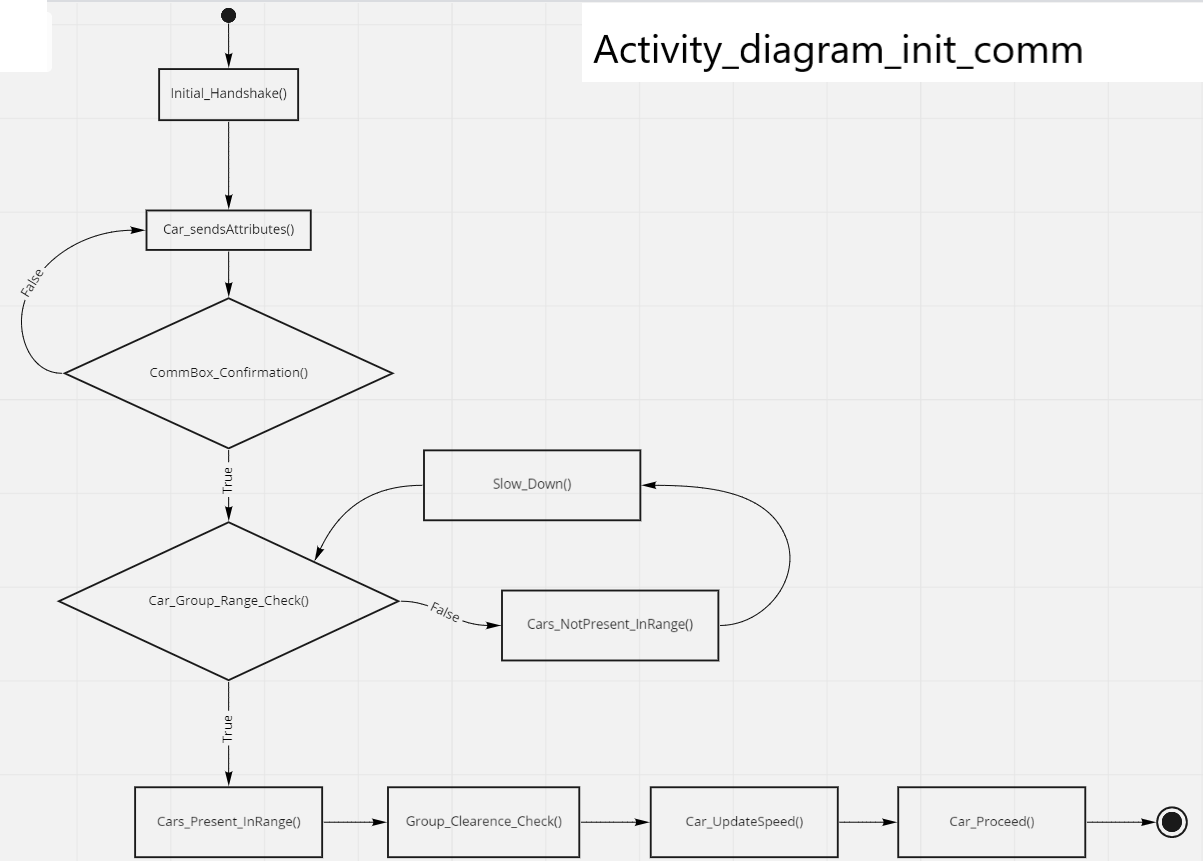 Activity_diagram_init_comm
Initial_Handshake()
Car_sendsAttributes()
False
CommBox_Confirmation()
True
Slow_Down()
Car_Group_Range_Check()
False
Cars_NotPresent_InRange()
True
Cars_Present_InRange()
Group_Clearence_Check()
Car_UpdateSpeed()
Car_Proceed()